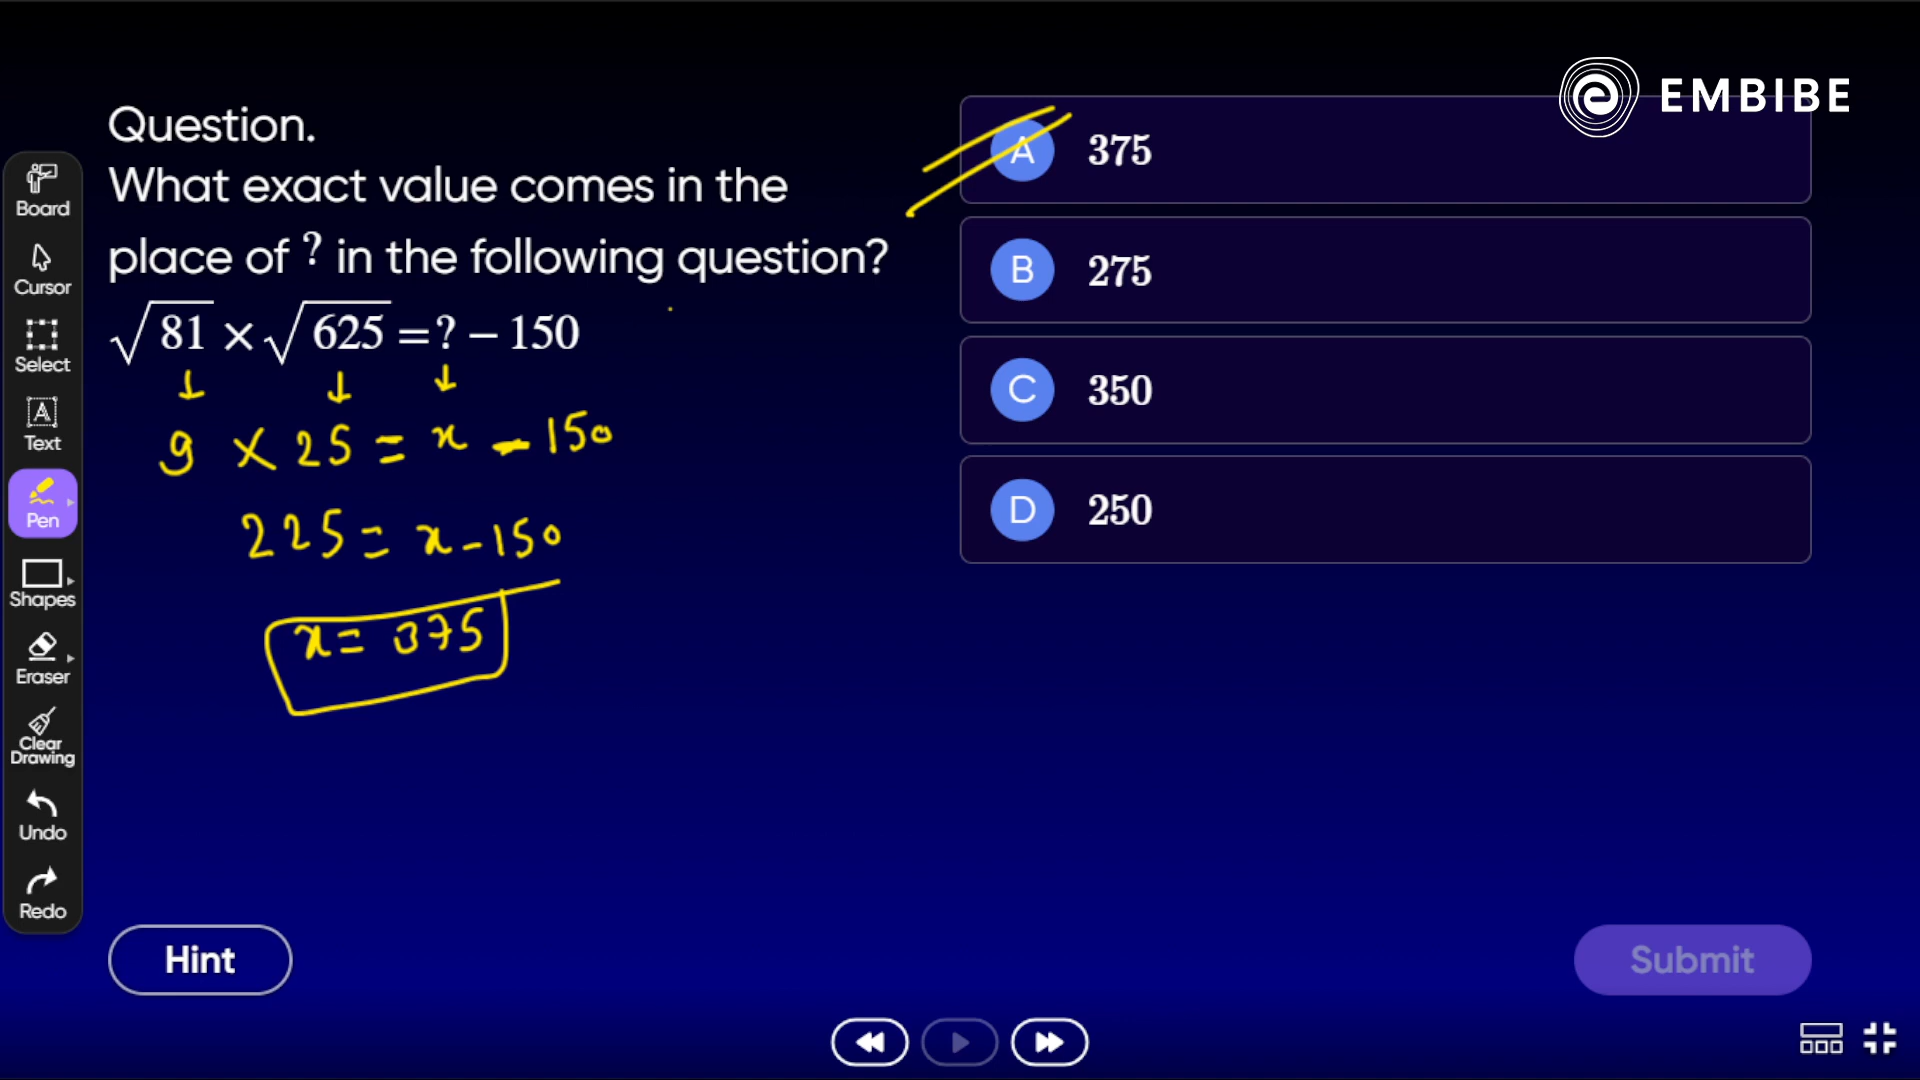 EMBIBE
Question.
What exact value comes in the
place of ? in the following question?
√81 × √625 =? – 150
↓ ↓ ↓
9 × 25 = x - 150
225 = x - 150
x = 375
A 375
B 275
C 350
D 250
Board
Cursor
Select
Text
Pen
Shapes
Eraser
Clear
Drawing
Undo
Redo
Hint
Submit